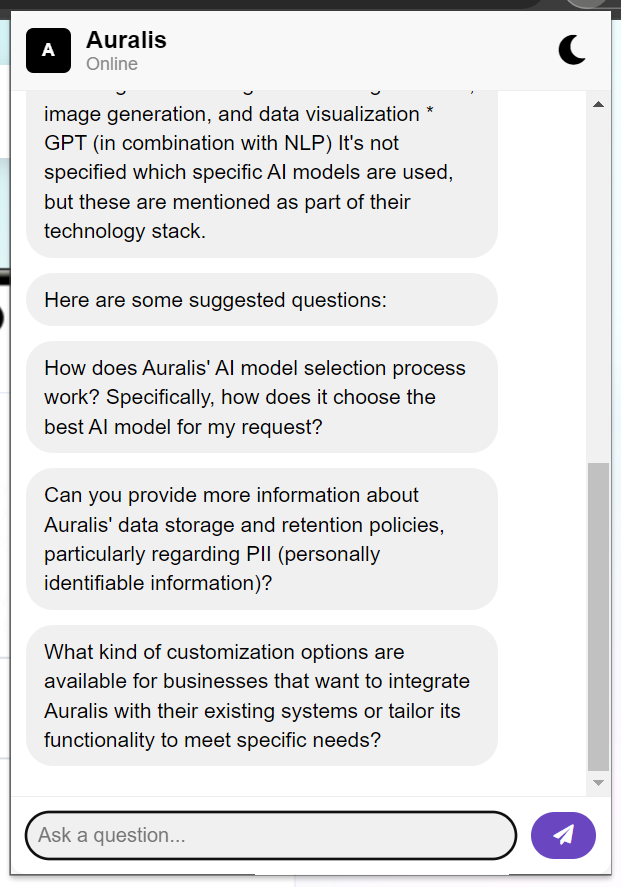 A
Auralis
Online
image generation, and data visualization *
GPT (in combination with NLP) It's not
specified which specific AI models are used,
but these are mentioned as part of their
technology stack.
Here are some suggested questions:
How does Auralis' AI model selection process
work? Specifically, how does it choose the
best AI model for my request?
Can you provide more information about
Auralis' data storage and retention policies,
particularly regarding PII (personally
identifiable information)?
What kind of customization options are
available for businesses that want to integrate
Auralis with their existing systems or tailor its
functionality to meet specific needs?
Ask a question...